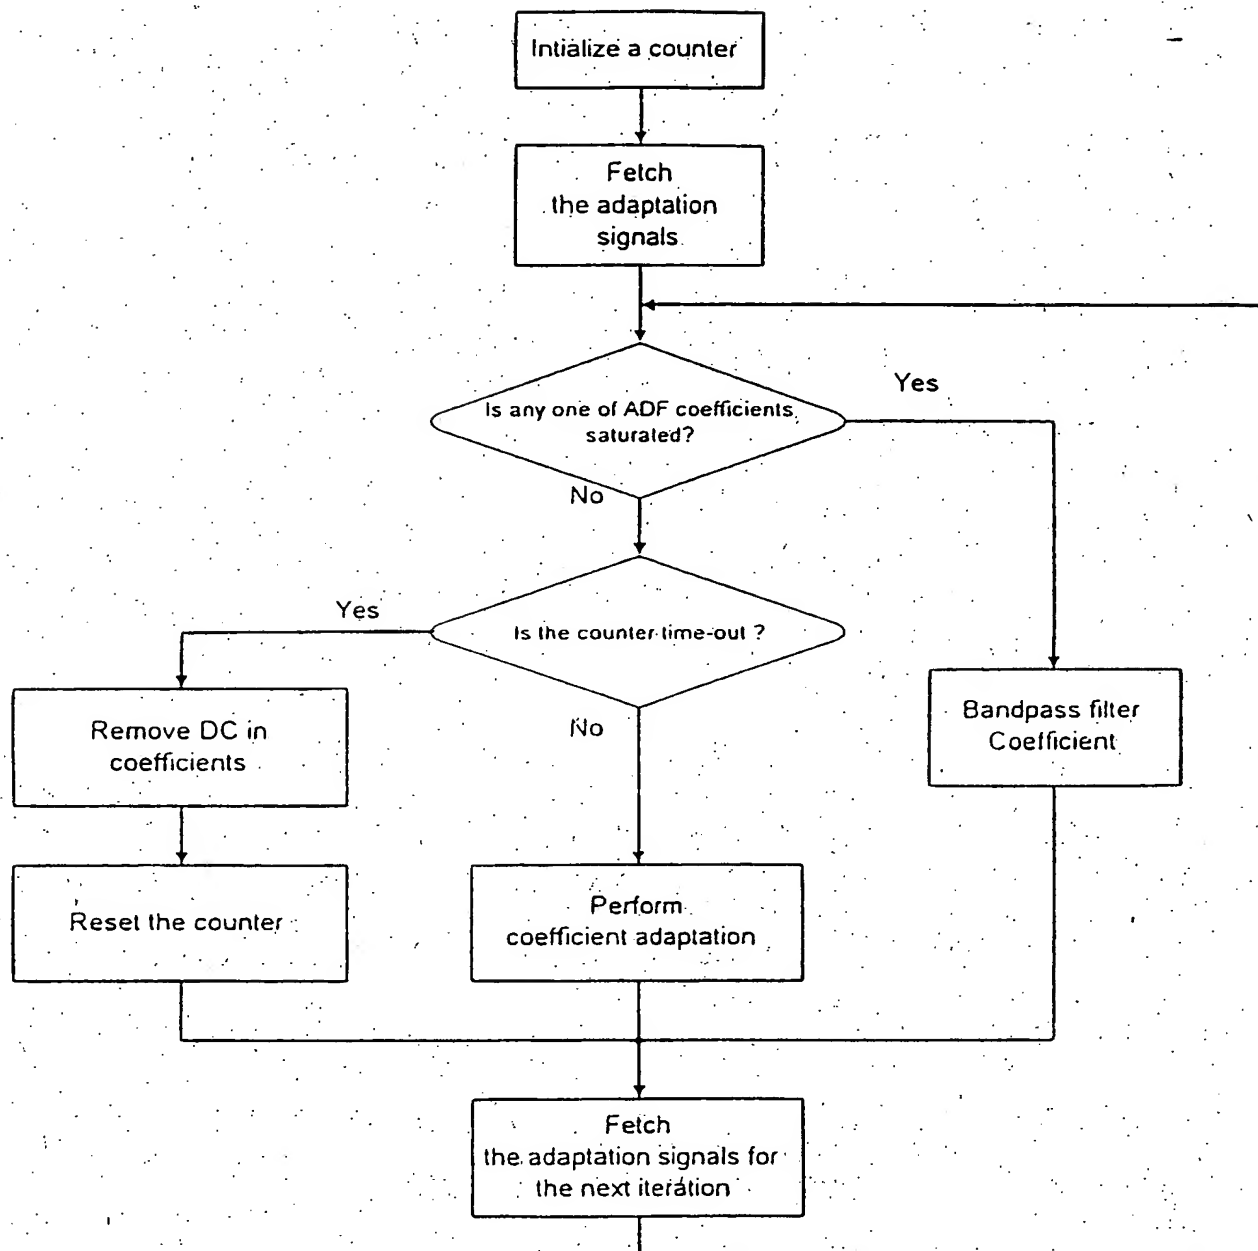 Intialize a counter
Fetch
the adaptation
signals
Is any one of ADF coefficients
saturated?
Yes
No
Is the counter time-out ?
Yes
No
Remove DC in
coefficients
Bandpass filter
Coefficient
Reset the counter
Perform
coefficient adaptation
Fetch
the adaptation signals for
the next iteration